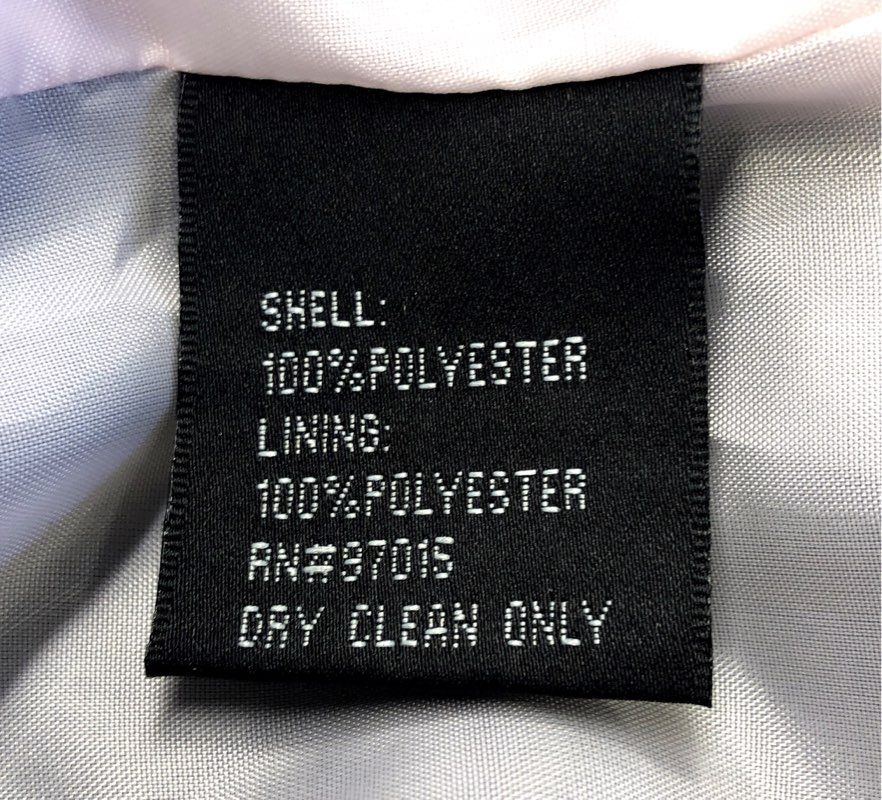 SHELL:
100%POLYESTER
LINING:
100%POLYESTER
RN#97015
DRY CLEAN ONLY